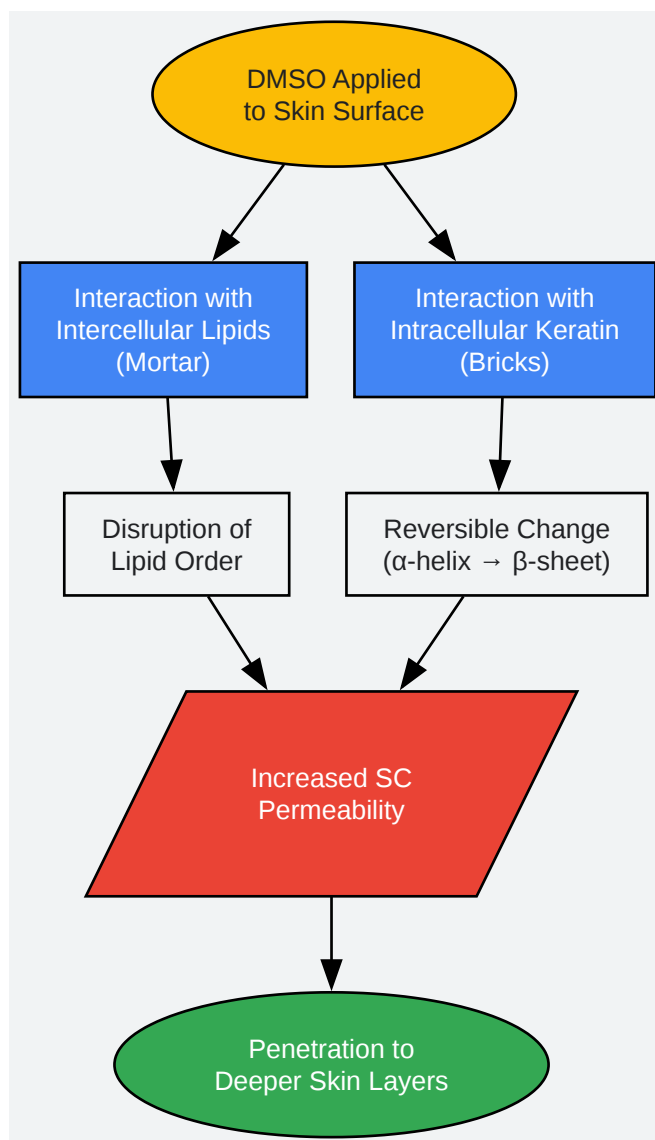 DMSO Applied
to Skin Surface
Interaction with
Intercellular Lipids
(Mortar)
Interaction with
Intracellular Keratin
(Bricks)
Disruption of
Lipid Order
Reversible Change
(α-helix → β-sheet)
Increased SC
Permeability
Penetration to
Deeper Skin Layers